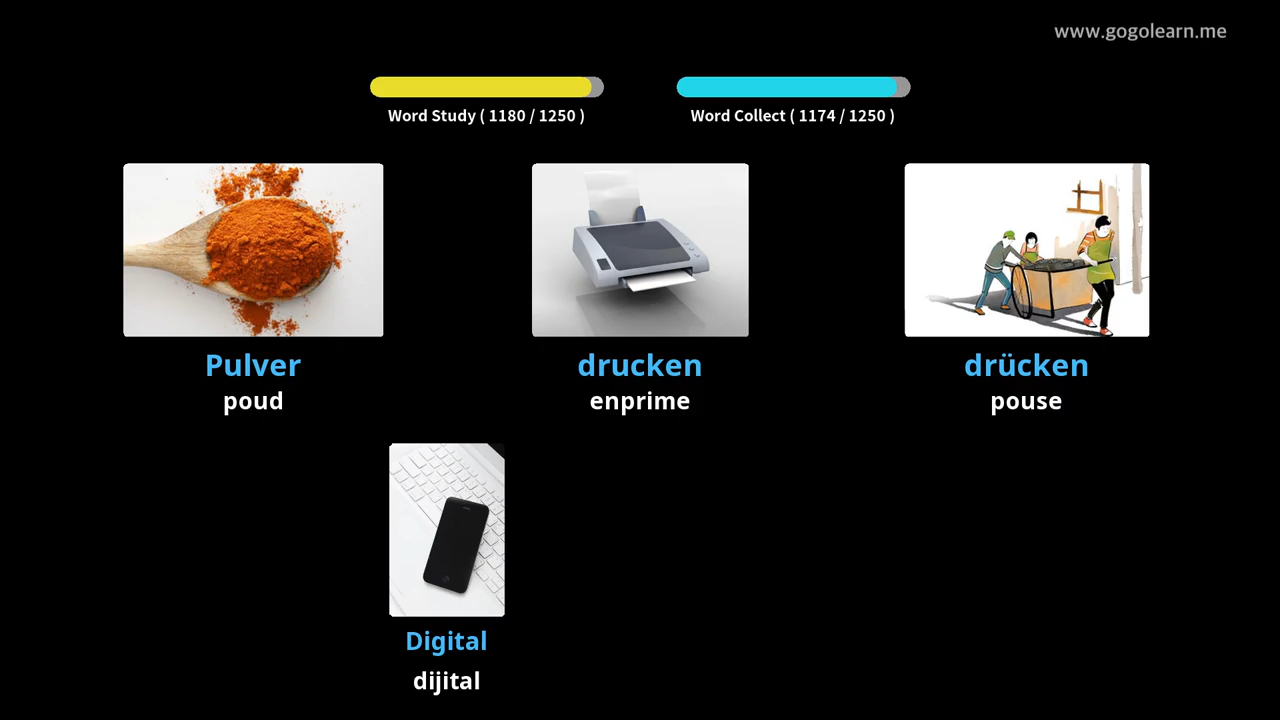 www.gogolearn.me
Word Study ( 1180 / 1250 )
Word Collect ( 1174 / 1250 )
Pulver
poud
drucken
enprime
drücken
pouse
Digital
dijital